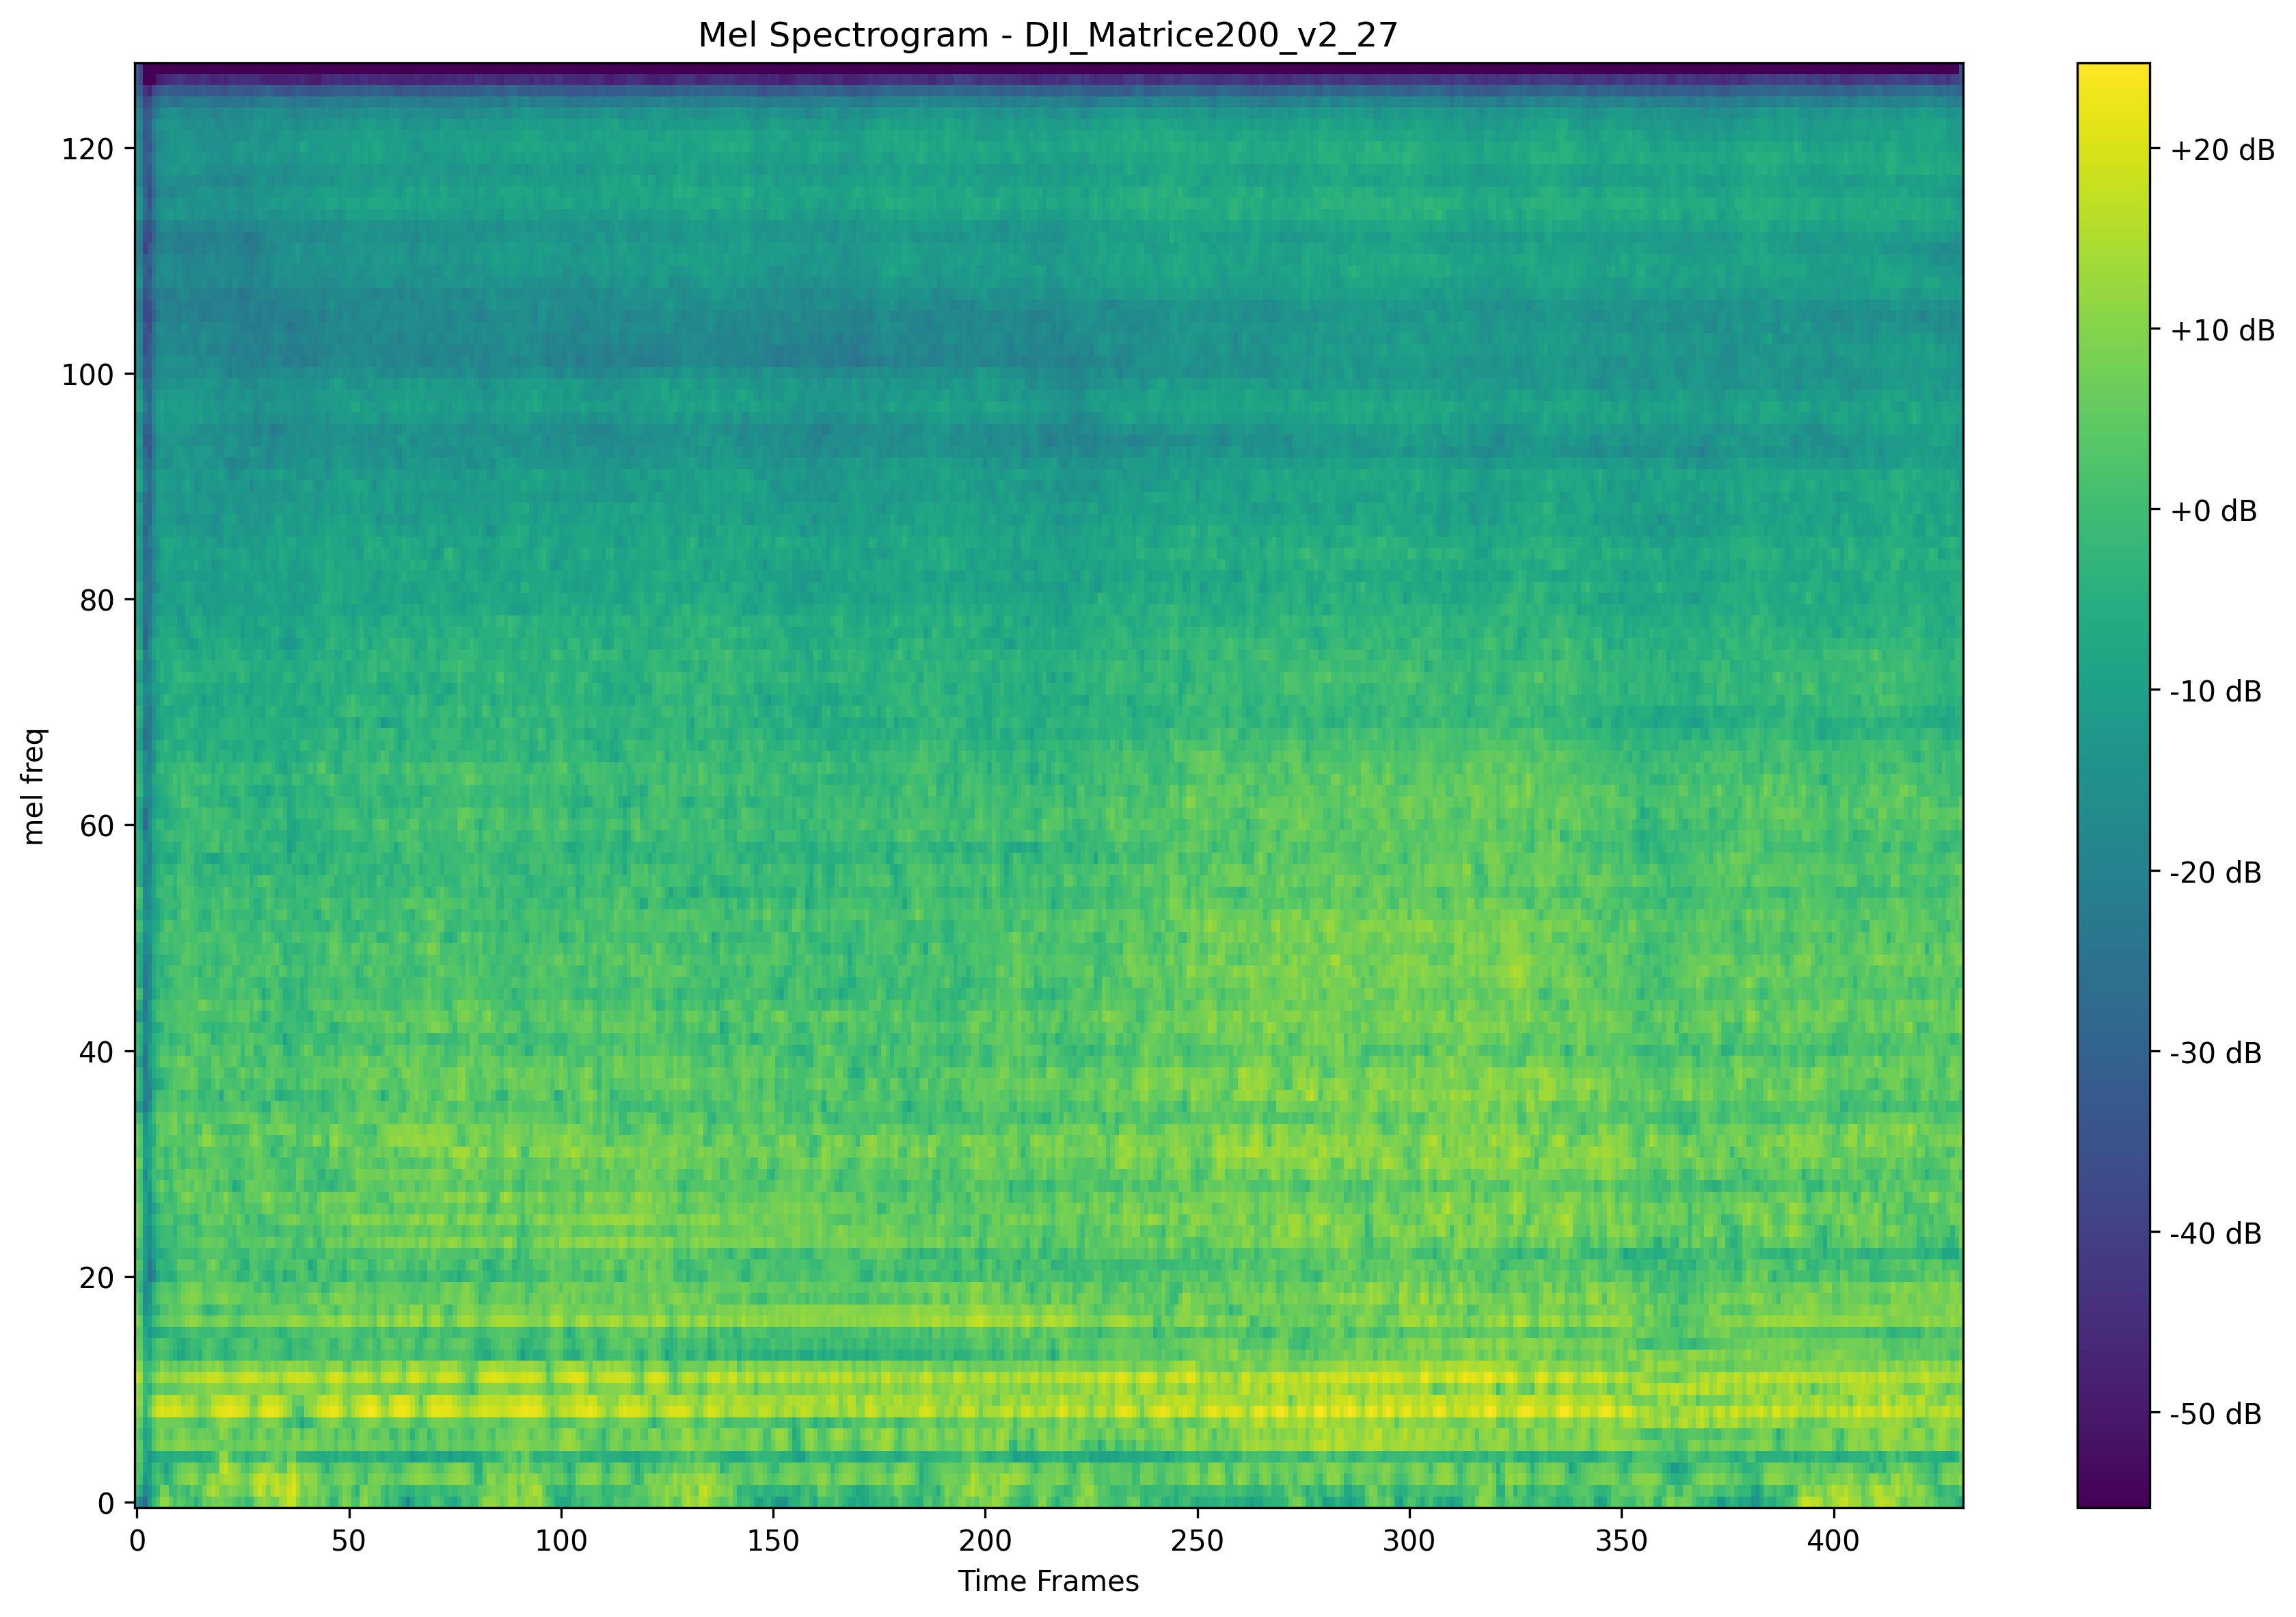 Mel Spectrogram - DJI_Matrice200_v2_27
mel freq
120
100
80
60
40
20
0
0 50 100 150 200 250 300 350 400
Time Frames
+20 dB
+10 dB
+0 dB
-10 dB
-20 dB
-30 dB
-40 dB
-50 dB